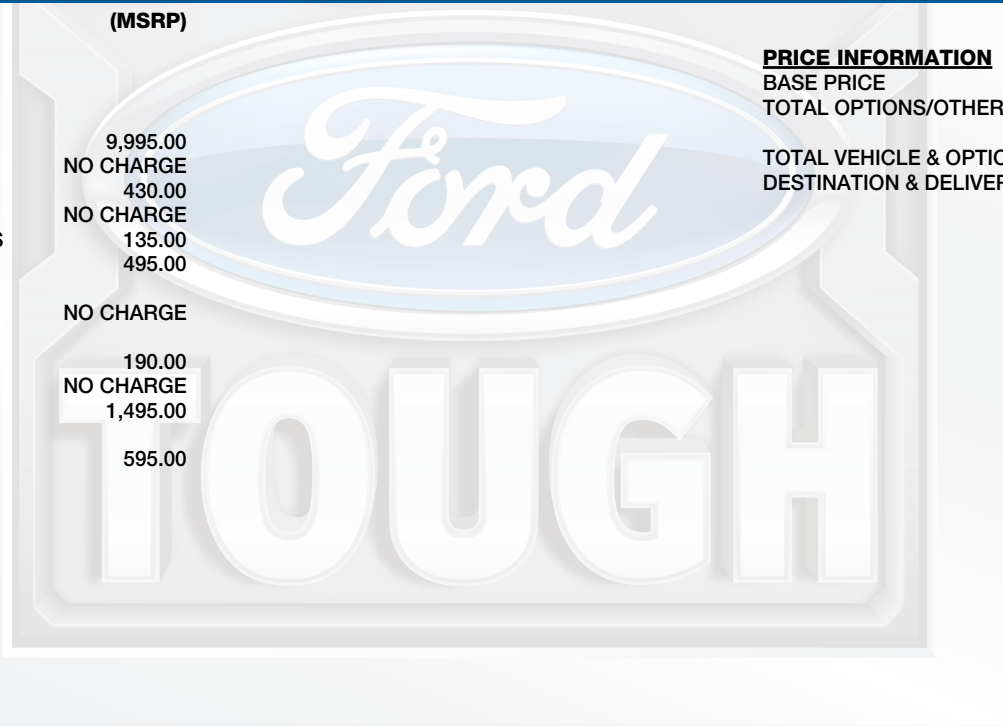 (MSRP)
9,995.00
NO CHARGE
430.00
NO CHARGE
S
135.00
495.00
NO CHARGE
190.00
NO CHARGE
1,495.00
595.00
PRICE INFORMATION
BASE PRICE
TOTAL OPTIONS/OTHER
TOTAL VEHICLE & OPTIO
DESTINATION & DELIVER
Ford
TOUGH